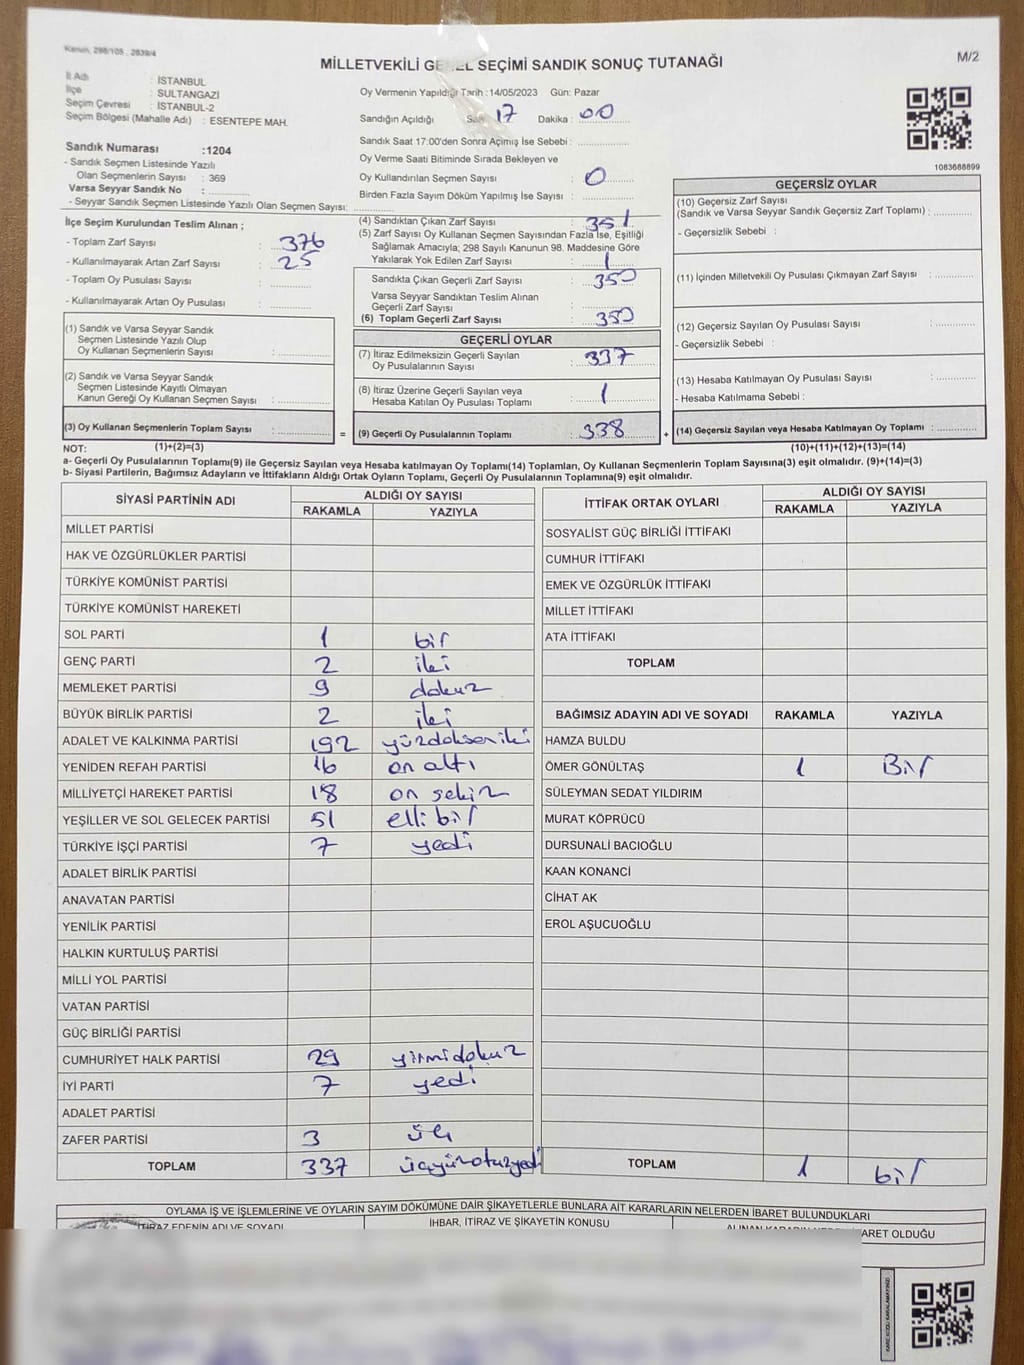 Kanun, 298/105 , 2839/4
MİLLETVEKİLİ GENEL SEÇİMİ SANDIK SONUÇ TUTANAĞI
M/2
İl Adı : İSTANBUL
İlçe : SULTANGAZİ
Seçim Çevresi : İSTANBUL-2
Seçim Bölgesi (Mahalle Adı) : ESENTEPE MAH.
Sandık Numarası :1204
- Sandık Seçmen Listesinde Yazılı
Olan Seçmenlerin Sayısı : 369
Varsa Seyyar Sandık No :
- Seyyar Sandık Seçmen Listesinde Yazılı Olan Seçmen Sayısı:
İlçe Seçim Kurulundan Teslim Alınan ;
- Toplam Zarf Sayısı : 376
- Kullanılmayarak Artan Zarf Sayısı : 25
- Toplam Oy Pusulası Sayısı :
- Kullanılmayarak Artan Oy Pusulası :
(1) Sandık ve Varsa Seyyar Sandık
Seçmen Listesinde Yazılı Olup
Oy Kullanan Seçmenlerin Sayısı :
(2) Sandık ve Varsa Seyyar Sandık
Seçmen Listesinde Kayıtlı Olmayan
Kanun Gereği Oy Kullanan Seçmen Sayısı :
(3) Oy Kullanan Seçmenlerin Toplam Sayısı :
(1)+(2)=(3)
Oy Vermenin Yapıldığı Tarih : 14/05/2023 Gün: Pazar
Sandığın Açıldığı Saat 17 Dakika : 00
Sandık Saat 17:00'den Sonra Açımış İse Sebebi :
Oy Verme Saati Bitiminde Sırada Bekleyen ve
Oy Kullandırılan Seçmen Sayısı : 0
Birden Fazla Sayım Döküm Yapılmış İse Sayısı :
(4) Sandıktan Çıkan Zarf Sayısı : 351
(5) Zarf Sayısı Oy Kullanan Seçmen Sayısından Fazla İse, Eşitliği
Sağlamak Amacıyla; 298 Sayılı Kanunun 98. Maddesine Göre
Yakılarak Yok Edilen Zarf Sayısı : 1
Sandıkta Çıkan Geçerli Zarf Sayısı : 350
Varsa Seyyar Sandıktan Teslim Alınan
Geçerli Zarf Sayısı :
(6) Toplam Geçerli Zarf Sayısı : 350
GEÇERLİ OYLAR
(7) İtiraz Edilmeksizin Geçerli Sayılan
Oy Pusulalarının Sayısı : 337
(8) İtiraz Üzerine Geçerli Sayılan veya
Hesaba Katılan Oy Pusulası Toplamı : 1
= (9) Geçerli Oy Pusulalarının Toplamı : 338 +
1083688899
GEÇERSİZ OYLAR
(10) Geçersiz Zarf Sayısı
(Sandık ve Varsa Seyyar Sandık Geçersiz Zarf Toplamı) :
- Geçersizlik Sebebi :
(11) İçinden Milletvekili Oy Pusulası Çıkmayan Zarf Sayısı :
(12) Geçersiz Sayılan Oy Pusulası Sayısı :
- Geçersizlik Sebebi :
(13) Hesaba Katılmayan Oy Pusulası Sayısı :
- Hesaba Katılmama Sebebi :
(14) Geçersiz Sayılan veya Hesaba Katılmayan Oy Toplamı :
(10)+(11)+(12)+(13)=(14)
NOT:
a- Geçerli Oy Pusulalarının Toplamı(9) ile Geçersiz Sayılan veya Hesaba katılmayan Oy Toplamı(14) Toplamları, Oy Kullanan Seçmenlerin Toplam Sayısına(3) eşit olmalıdır. (9)+(14)=(3)
b- Siyasi Partilerin, Bağımsız Adayların ve İttifakların Aldığı Ortak Oyların Toplamı, Geçerli Oy Pusulalarının Toplamına(9) eşit olmalıdır.
SİYASİ PARTİNİN ADI ALDIĞI OY SAYISI
RAKAMLA YAZIYLA
MİLLET PARTİSİ
HAK VE ÖZGÜRLÜKLER PARTİSİ
TÜRKİYE KOMÜNİST PARTİSİ
TÜRKİYE KOMÜNİST HAREKETİ
SOL PARTİ 1 bir
GENÇ PARTİ 2 iki
MEMLEKET PARTİSİ 9 dokuz
BÜYÜK BİRLİK PARTİSİ 2 iki
ADALET VE KALKINMA PARTİSİ 192 yüzdoksaniki
YENİDEN REFAH PARTİSİ 16 on altı
MİLLİYETÇİ HAREKET PARTİSİ 18 on sekiz
YEŞİLLER VE SOL GELECEK PARTİSİ 51 elli bir
TÜRKİYE İŞÇİ PARTİSİ 7 yedi
ADALET BİRLİK PARTİSİ
ANAVATAN PARTİSİ
YENİLİK PARTİSİ
HALKIN KURTULUŞ PARTİSİ
MİLLİ YOL PARTİSİ
VATAN PARTİSİ
GÜÇ BİRLİĞİ PARTİSİ
CUMHURİYET HALK PARTİSİ 29 yirmidokuz
İYİ PARTİ 7 yedi
ADALET PARTİSİ
ZAFER PARTİSİ 3 üç
TOPLAM 337 üçyüzotuzyedi
İTTİFAK ORTAK OYLARI ALDIĞI OY SAYISI
RAKAMLA YAZIYLA
SOSYALİST GÜÇ BİRLİĞİ İTTİFAKI
CUMHUR İTTİFAKI
EMEK VE ÖZGÜRLÜK İTTİFAKI
MİLLET İTTİFAKI
ATA İTTİFAKI
TOPLAM
BAĞIMSIZ ADAYIN ADI VE SOYADI RAKAMLA YAZIYLA
HAMZA BULDU
ÖMER GÖNÜLTAŞ 1 Bir
SÜLEYMAN SEDAT YILDIRIM
MURAT KÖPRÜCÜ
DURSUNALİ BACIOĞLU
KAAN KONANCİ
CİHAT AK
EROL AŞUCUOĞLU
TOPLAM 1 bir
OYLAMA İŞ VE İŞLEMLERİNE VE OYLARIN SAYIM DÖKÜMÜNE DAİR ŞİKAYETLERLE BUNLARA AİT KARARLARIN NELERDEN İBARET BULUNDUKLARI
İTİRAZ EDENİN ADI VE SOYADI İHBAR, İTİRAZ VE ŞİKAYETİN KONUSU ALINAN KARARIN NEDEN İBARET OLDUĞU